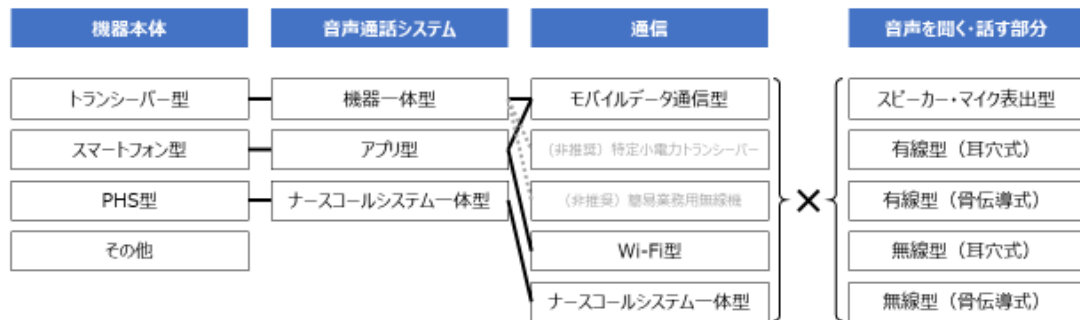 機器本体
音声通話システム
通信
音声を聞く・話す部分
トランシーバー型
機器一体型
モバイルデータ通信型
スピーカー・マイク表出型
スマートフォン型
アプリ型
（非推奨）特定小電力トランシーバー
有線型（耳穴式）
PHS型
ナースコールシステム一体型
（非推奨）簡易業務用無線機
×
有線型（骨伝導式）
その他
Wi-Fi型
無線型（耳穴式）
ナースコールシステム一体型
無線型（骨伝導式）